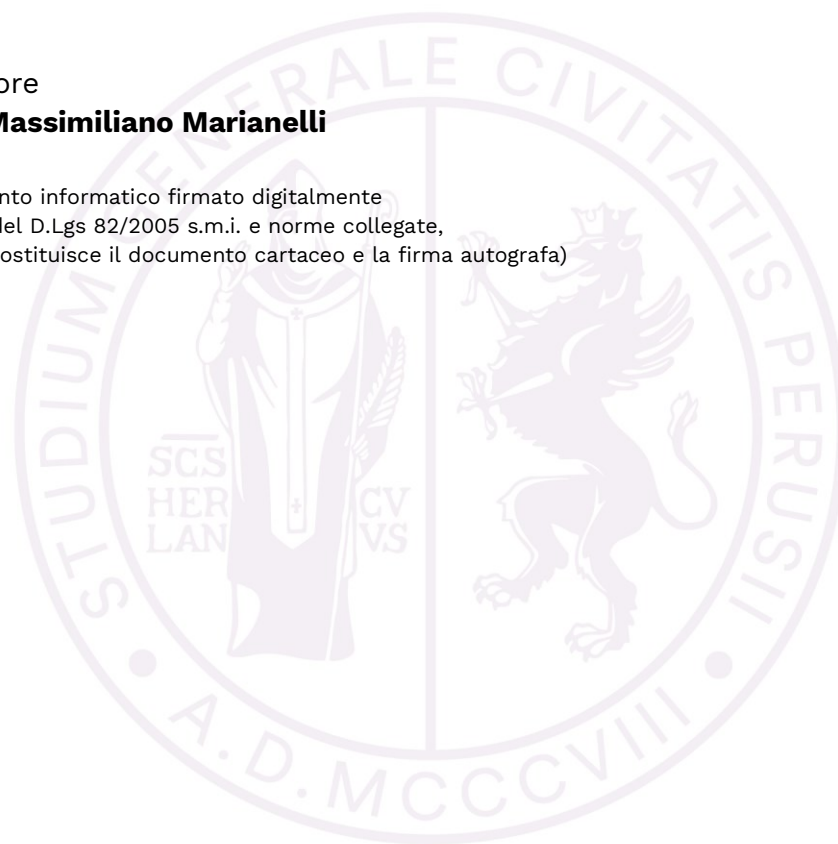 ore
Massimiliano Marianelli
nto informatico firmato digitalmente
del D.Lgs 82/2005 s.m.i. e norme collegate,
ostituisce il documento cartaceo e la firma autografa)
STUDIUM GENERALE CIVITATIS PERUSII
SCS
HER CV
LAN VS
A.D. MCCCVIII